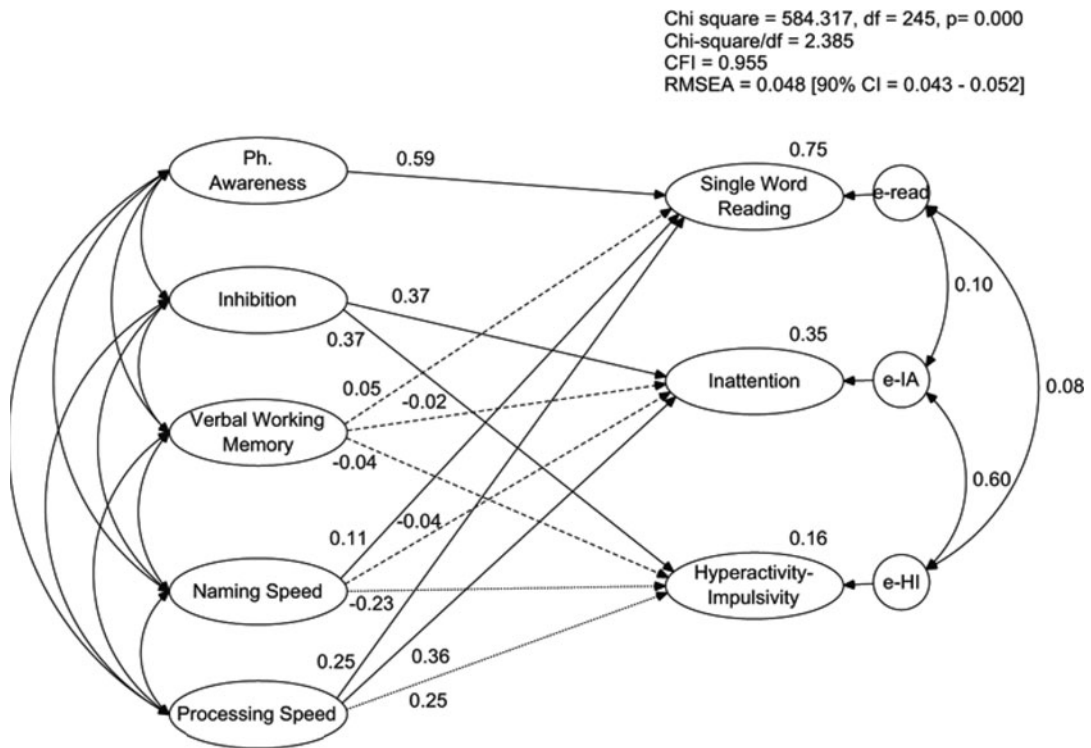 Chi square = 584.317, df = 245, p= 0.000
Chi-square/df = 2.385
CFI = 0.955
RMSEA = 0.048 [90% CI = 0.043 - 0.052]
Ph.
Awareness
0.59
0.75
Single Word
Reading
e-read
Inhibition
0.37
0.37
0.10
0.35
Inattention
e-IA
0.08
Verbal Working
Memory
0.05
-0.02
-0.04
0.60
Naming Speed
0.11
-0.04
-0.23
0.16
Hyperactivity-
Impulsivity
e-HI
Processing Speed
0.25
0.36
0.25